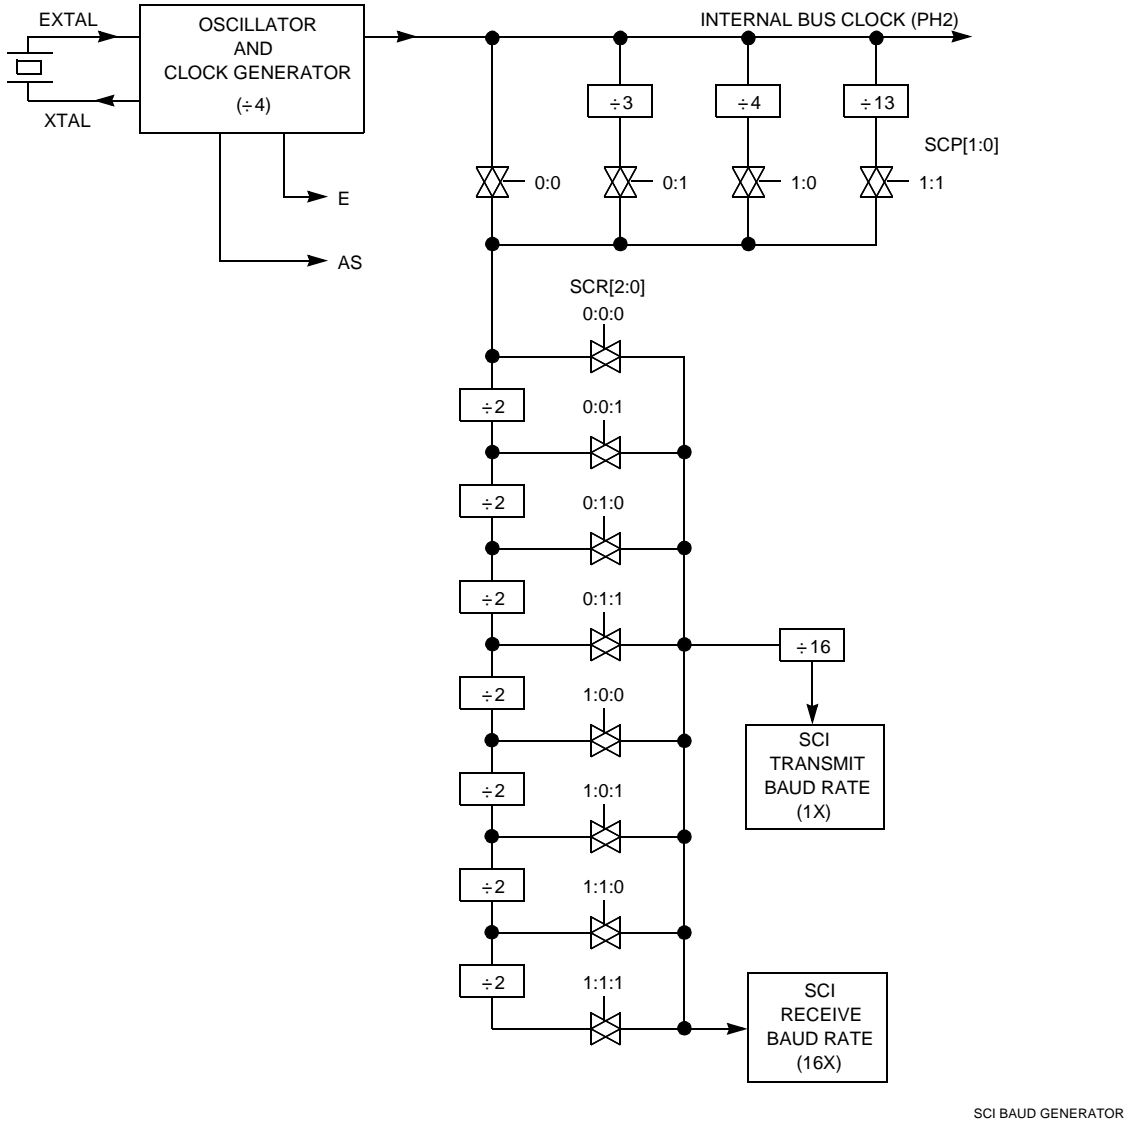 EXTAL
OSCILLATOR
AND
CLOCK GENERATOR
(÷4)
XTAL
INTERNAL BUS CLOCK (PH2)
÷3
÷4
÷13
SCP[1:0]
0:0
0:1
1:0
1:1
E
AS
SCR[2:0]
0:0:0
÷2
0:0:1
÷2
0:1:0
÷2
0:1:1
÷16
÷2
1:0:0
SCI
TRANSMIT
BAUD RATE
(1X)
÷2
1:0:1
÷2
1:1:0
÷2
1:1:1
SCI
RECEIVE
BAUD RATE
(16X)
SCI BAUD GENERATOR